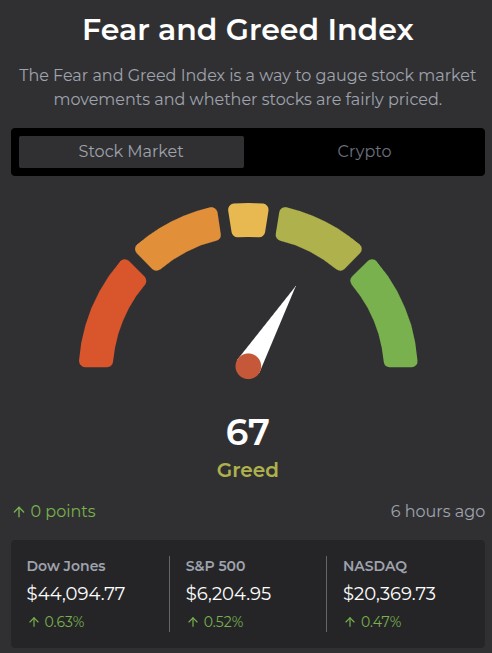 Fear and Greed Index
The Fear and Greed Index is a way to gauge stock market
movements and whether stocks are fairly priced.
Stock Market
Crypto
67
Greed
↑ 0 points
6 hours ago
Dow Jones
$44,094.77
↑ 0.63%
S&P 500
$6,204.95
↑ 0.52%
NASDAQ
$20,369.73
↑ 0.47%